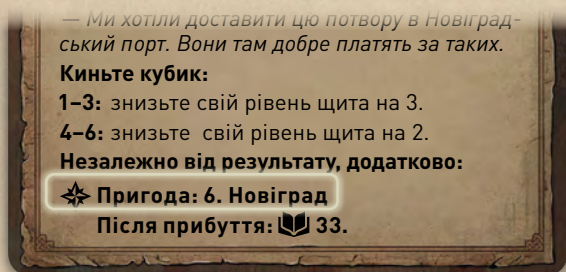 — Ми хотіли доставити цю потвору в Новіград-
ський порт. Вони там добре платять за таких.
Киньте кубик:
1–3: знизьте свій рівень щита на 3.
4–6: знизьте свій рівень щита на 2.
Незалежно від результату, додатково:
Пригода: 6. Новіград
Після прибуття: 33.